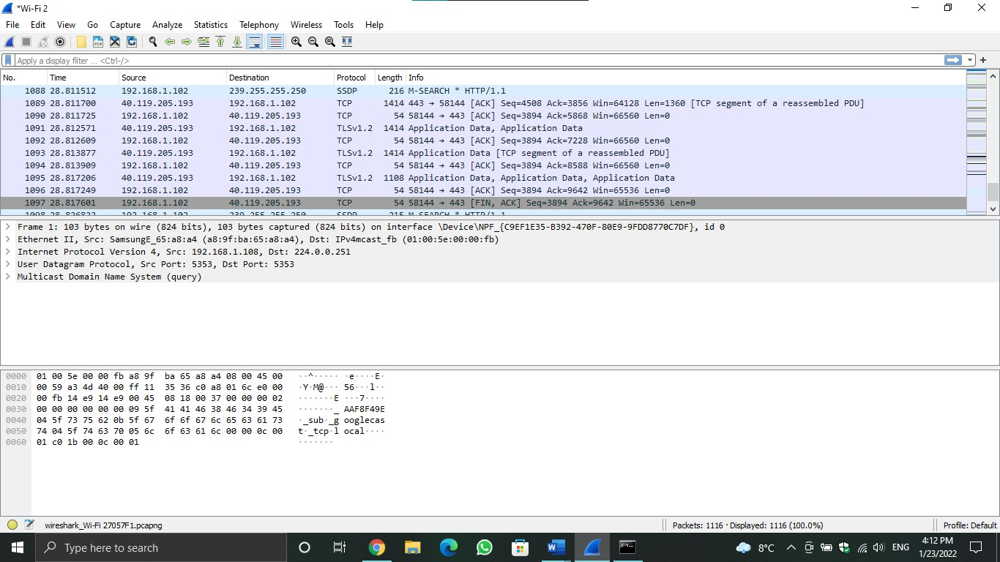 *Wi-Fi 2
File Edit View Go Capture Analyze Statistics Telephony Wireless Tools Help
Apply a display filter ... <Ctrl-/>
No. Time Source Destination Protocol Length Info
1088 28.811512 192.168.1.102 239.255.255.250 SSDP 216 M-SEARCH * HTTP/1.1
1089 28.811700 40.119.205.193 192.168.1.102 TCP 1414 443 → 58144 [ACK] Seq=4508 Ack=3856 Win=64128 Len=1360 [TCP segment of a reassembled PDU]
1090 28.811725 192.168.1.102 40.119.205.193 TCP 54 58144 → 443 [ACK] Seq=3894 Ack=5868 Win=66560 Len=0
1091 28.812571 40.119.205.193 192.168.1.102 TLSv1.2 1414 Application Data, Application Data
1092 28.812609 192.168.1.102 40.119.205.193 TCP 54 58144 → 443 [ACK] Seq=3894 Ack=7228 Win=66560 Len=0
1093 28.813877 40.119.205.193 192.168.1.102 TLSv1.2 1414 Application Data [TCP segment of a reassembled PDU]
1094 28.813909 192.168.1.102 40.119.205.193 TCP 54 58144 → 443 [ACK] Seq=3894 Ack=8588 Win=66560 Len=0
1095 28.817206 40.119.205.193 192.168.1.102 TLSv1.2 1108 Application Data, Application Data, Application Data
1096 28.817249 192.168.1.102 40.119.205.193 TCP 54 58144 → 443 [ACK] Seq=3894 Ack=9642 Win=65536 Len=0
1097 28.817601 192.168.1.102 40.119.205.193 TCP 54 58144 → 443 [FIN, ACK] Seq=3894 Ack=9642 Win=65536 Len=0
1098 28.826822 192.168.1.102 239.255.255.250 SSDP 215 M-SEARCH * HTTP/1.1
Frame 1: 103 bytes on wire (824 bits), 103 bytes captured (824 bits) on interface \Device\NPF_{C9EF1E35-B392-470F-80E9-9FDD8770C7DF}, id 0
Ethernet II, Src: SamsungE_65:a8:a4 (a8:9f:ba:65:a8:a4), Dst: IPv4mcast_fb (01:00:5e:00:00:fb)
Internet Protocol Version 4, Src: 192.168.1.108, Dst: 224.0.0.251
User Datagram Protocol, Src Port: 5353, Dst Port: 5353
Multicast Domain Name System (query)
0000 01 00 5e 00 00 fb a8 9f ba 65 a8 a4 08 00 45 00 ··^····· ·e····E·
0010 00 59 a3 4d 40 00 ff 11 35 36 c0 a8 01 6c e0 00 ·Y·M@··· 56···l··
0020 00 fb 14 e9 14 e9 00 45 08 18 00 37 00 00 00 02 ·······E ···7····
0030 00 00 00 00 00 00 09 5f 41 41 46 38 46 34 39 45 ·······_ AAF8F49E
0040 04 5f 73 75 62 0b 5f 67 6f 6f 67 6c 65 63 61 73 ·_sub·_g ooglecas
0050 74 04 5f 74 63 70 05 6c 6f 63 61 6c 00 00 0c 00 t·_tcp·l ocal····
0060 01 c0 1b 00 0c 00 01 ·······
wireshark_Wi-Fi 27057F1.pcapng Packets: 1116 · Displayed: 1116 (100.0%) Profile: Default
Type here to search 8°C ENG 4:12 PM
1/23/2022